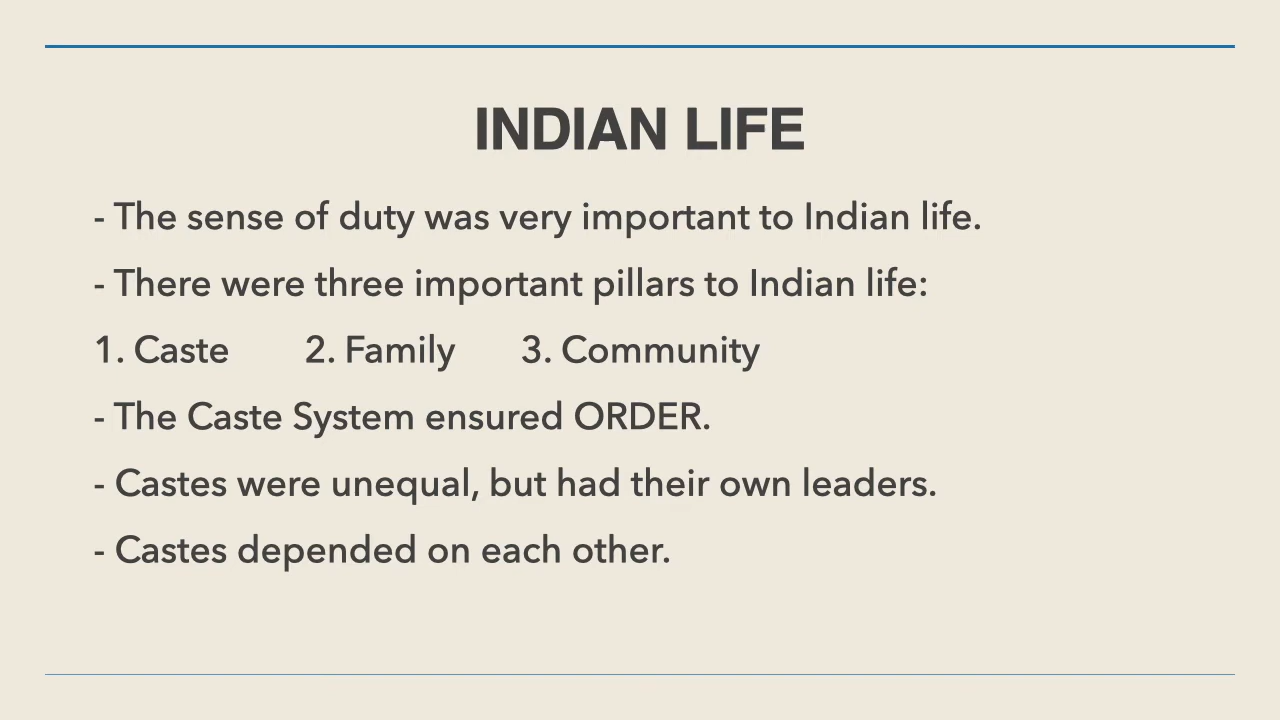 INDIAN LIFE
- The sense of duty was very important to Indian life.
- There were three important pillars to Indian life:
1. Caste 2. Family 3. Community
- The Caste System ensured ORDER.
- Castes were unequal, but had their own leaders.
- Castes depended on each other.